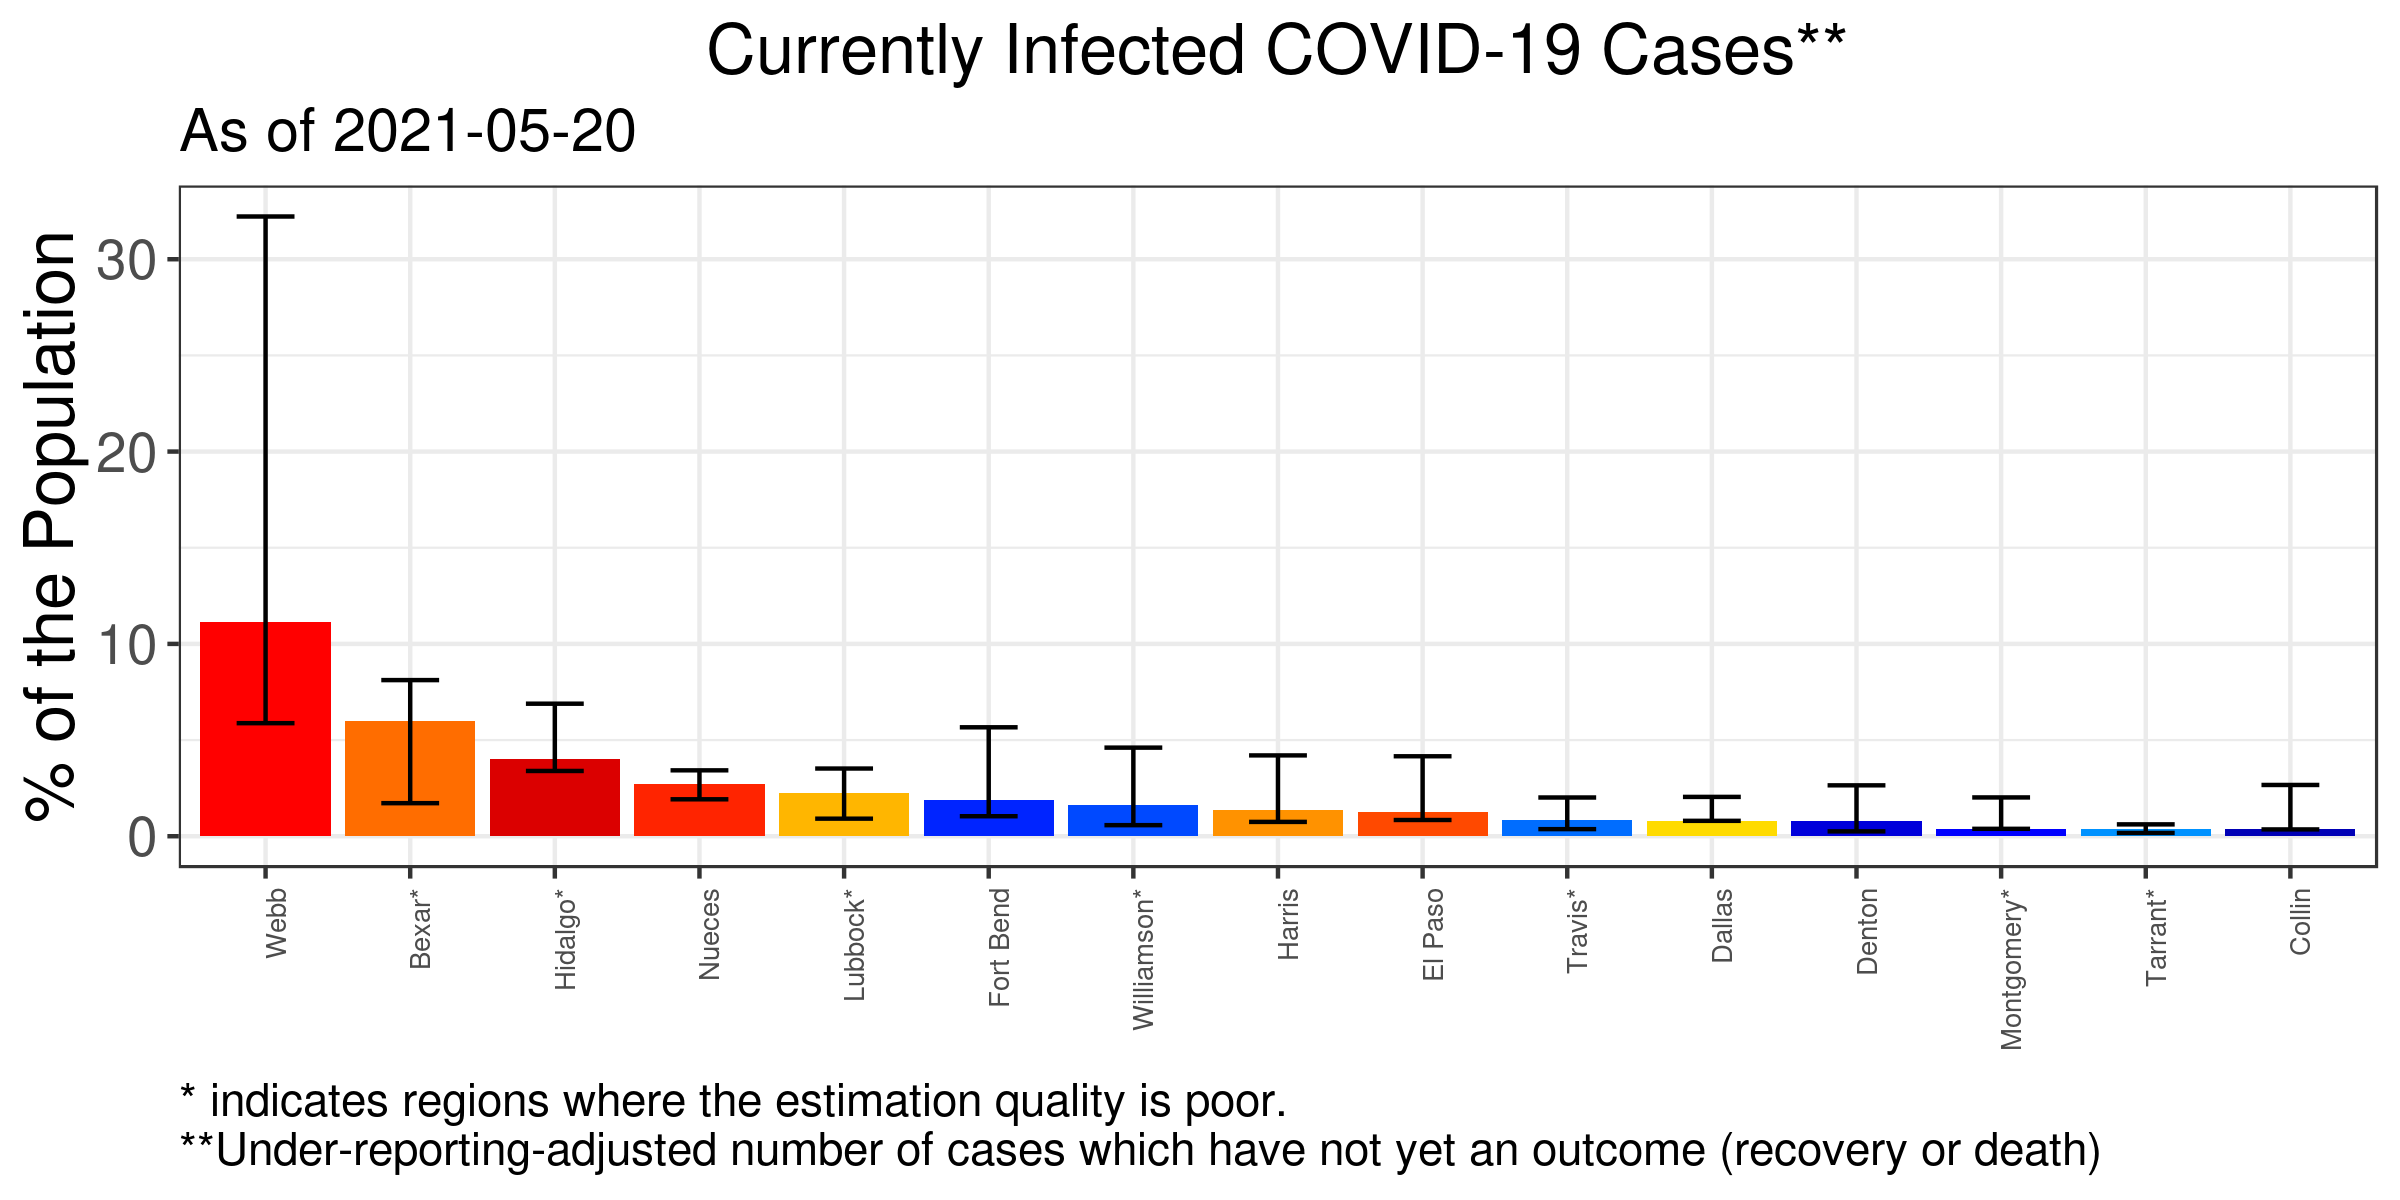 Currently Infected COVID-19 Cases**
As of 2021-05-20
% of the Population
30
20
10
0
Webb
Bexar*
Hidalgo*
Nueces
Lubbock*
Fort Bend
Williamson*
Harris
El Paso
Travis*
Dallas
Denton
Montgomery*
Tarrant*
Collin
* indicates regions where the estimation quality is poor.
**Under-reporting-adjusted number of cases which have not yet an outcome (recovery or death)